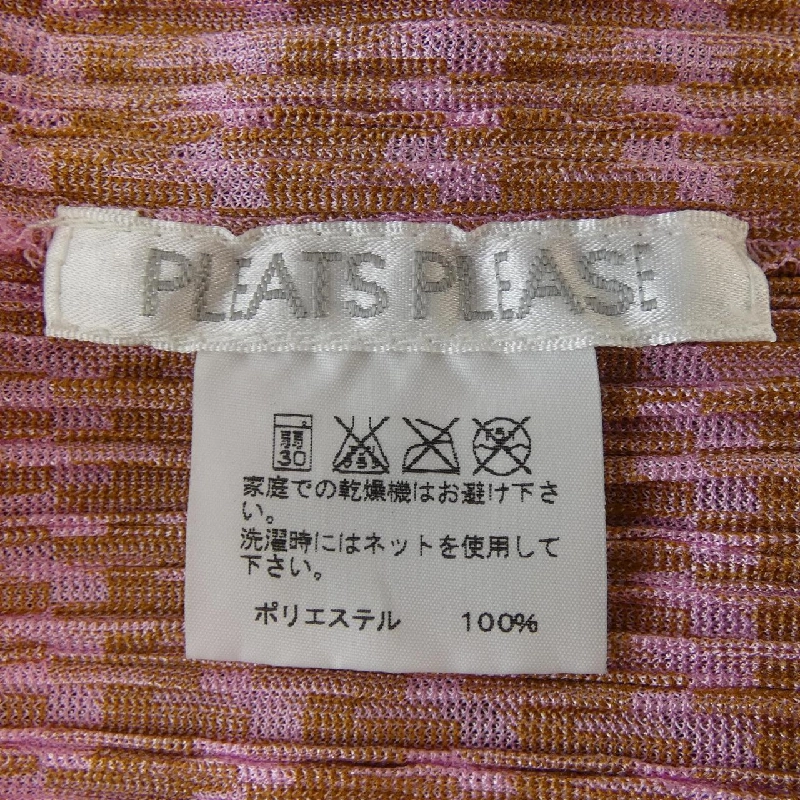 PLEATS PLEASE
弱
30
家庭での乾燥機はお避け下さ
い。
洗濯時にはネットを使用して
下さい。
ポリエステル 100%